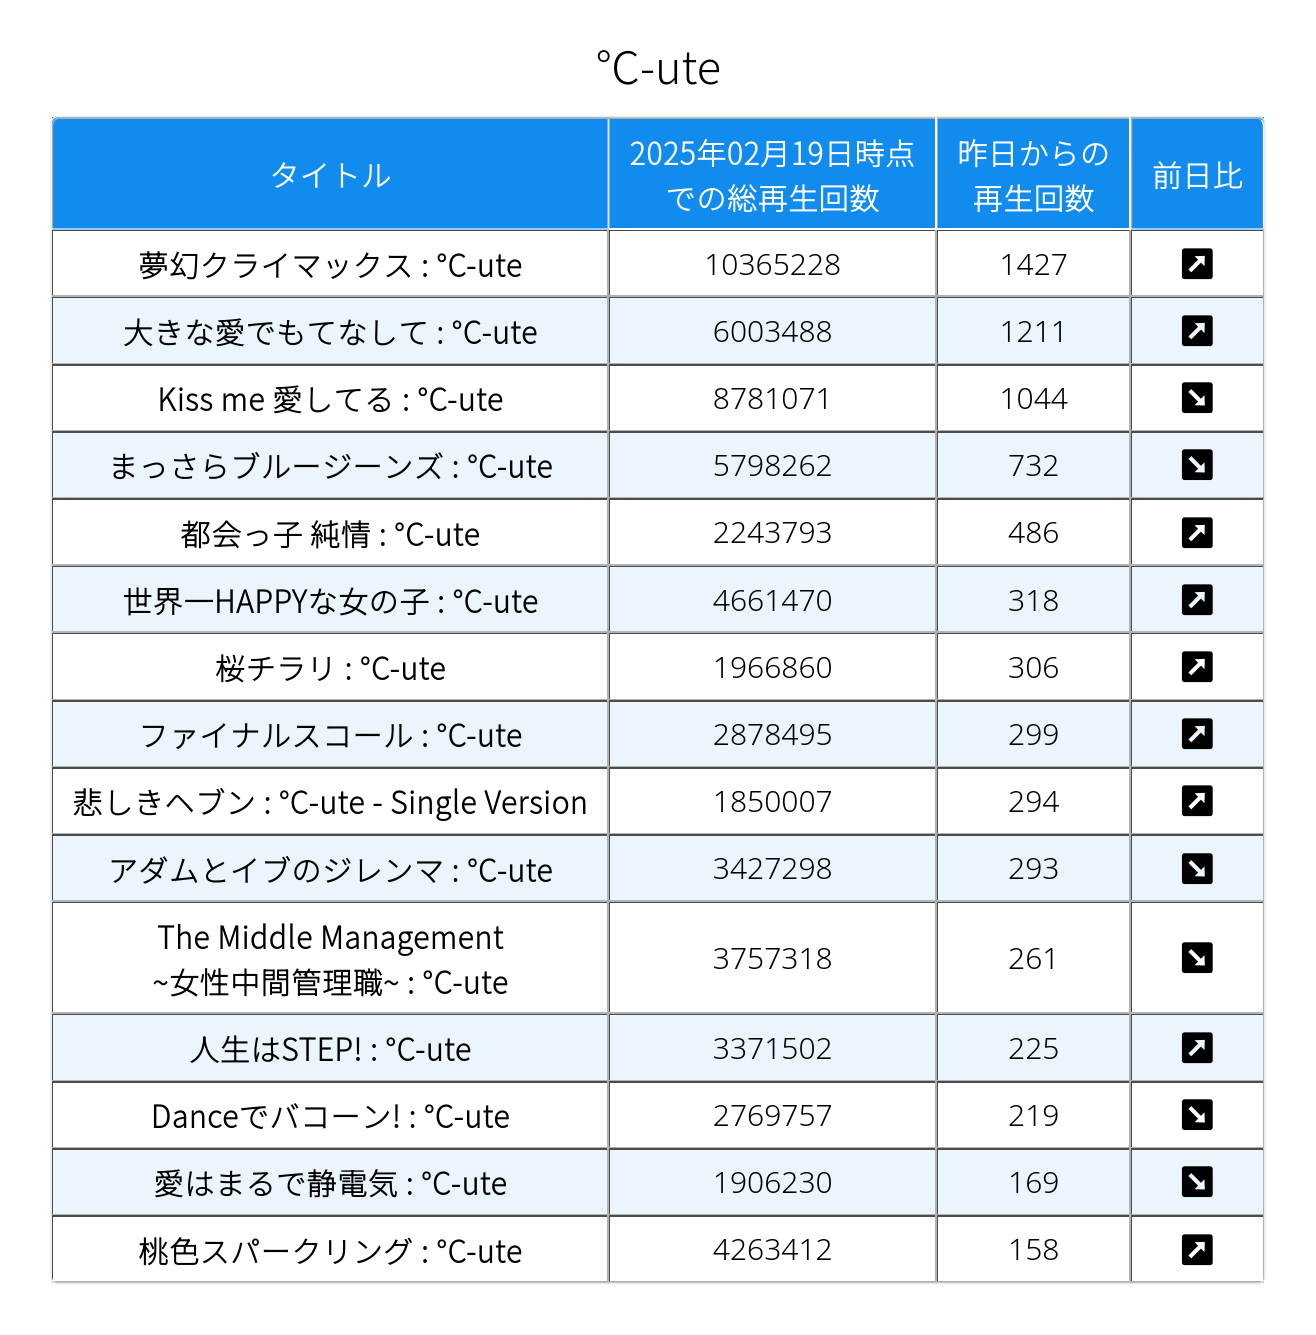 °C-ute
タイトル
2025年02月19日時点
での総再生回数
昨日からの
再生回数
前日比
夢幻クライマックス : °C-ute 10365228 1427 ↗
大きな愛でもてなして : °C-ute 6003488 1211 ↗
Kiss me 愛してる : °C-ute 8781071 1044 ↘
まっさらブルージーンズ : °C-ute 5798262 732 ↘
都会っ子 純情 : °C-ute 2243793 486 ↗
世界一HAPPYな女の子 : °C-ute 4661470 318 ↗
桜チラリ : °C-ute 1966860 306 ↗
ファイナルスコール : °C-ute 2878495 299 ↗
悲しきヘブン : °C-ute - Single Version 1850007 294 ↗
アダムとイブのジレンマ : °C-ute 3427298 293 ↘
The Middle Management
~女性中間管理職~ : °C-ute 3757318 261 ↘
人生はSTEP! : °C-ute 3371502 225 ↗
Danceでバコーン! : °C-ute 2769757 219 ↘
愛はまるで静電気 : °C-ute 1906230 169 ↘
桃色スパークリング : °C-ute 4263412 158 ↗